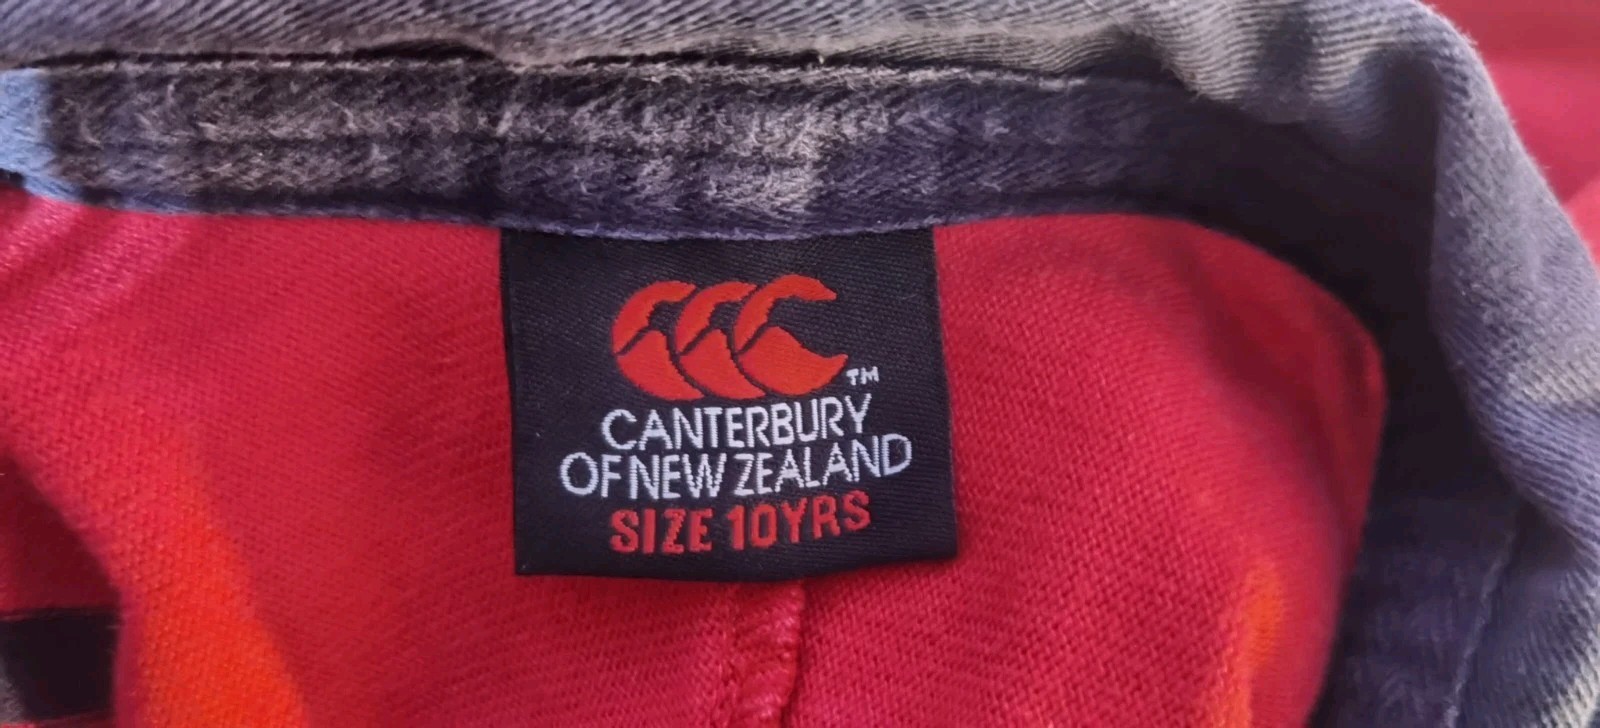 TM
CANTERBURY
OF NEW ZEALAND
SIZE 10YRS